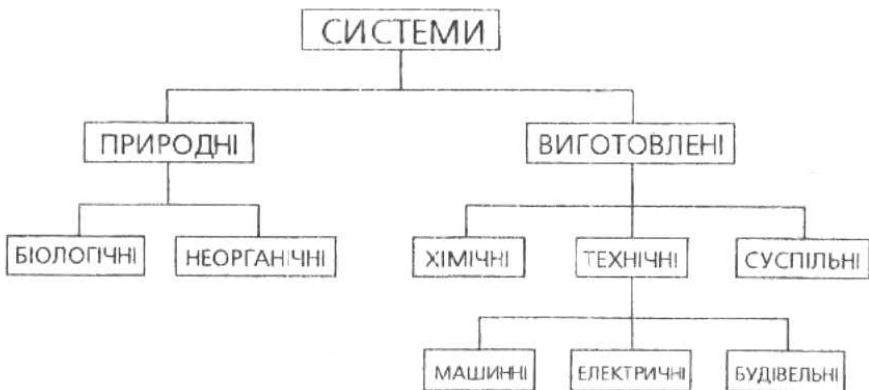 СИСТЕМИ
ПРИРОДНІ ВИГОТОВЛЕНІ
БІОЛОГІЧНІ НЕОРГАНІЧНІ ХІМІЧНІ ТЕХНІЧНІ СУСПІЛЬНІ
МАШИННІ ЕЛЕКТРИЧНІ БУДІВЕЛЬНІ